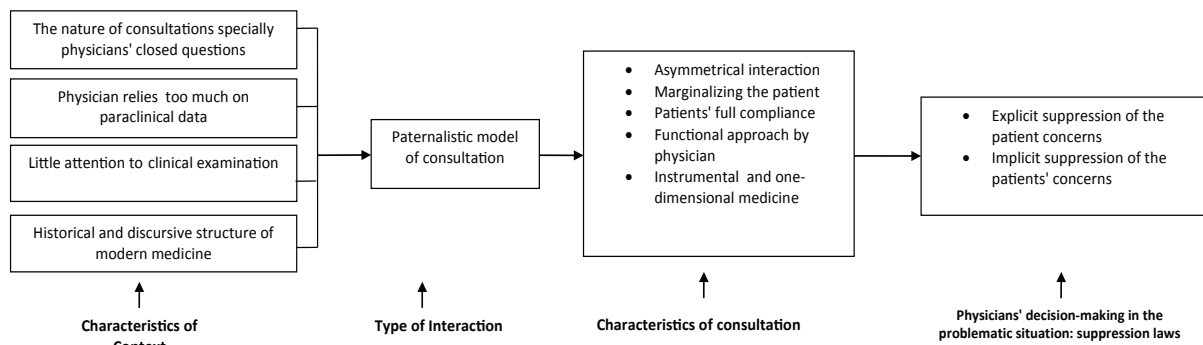 The nature of consultations specially
physicians' closed questions
Physician relies too much on
paraclinical data
Little attention to clinical examination
Historical and discursive structure of
modern medicine
Paternalistic model
of consultation
• Asymmetrical interaction
• Marginalizing the patient
• Patients' full compliance
• Functional approach by
physician
• Instrumental and one-
dimensional medicine
• Explicit suppression of the
patient concerns
• Implicit suppression of the
patients' concerns
Characteristics of
Context
Type of Interaction
Characteristics of consultation
Physicians' decision-making in the
problematic situation: suppression laws